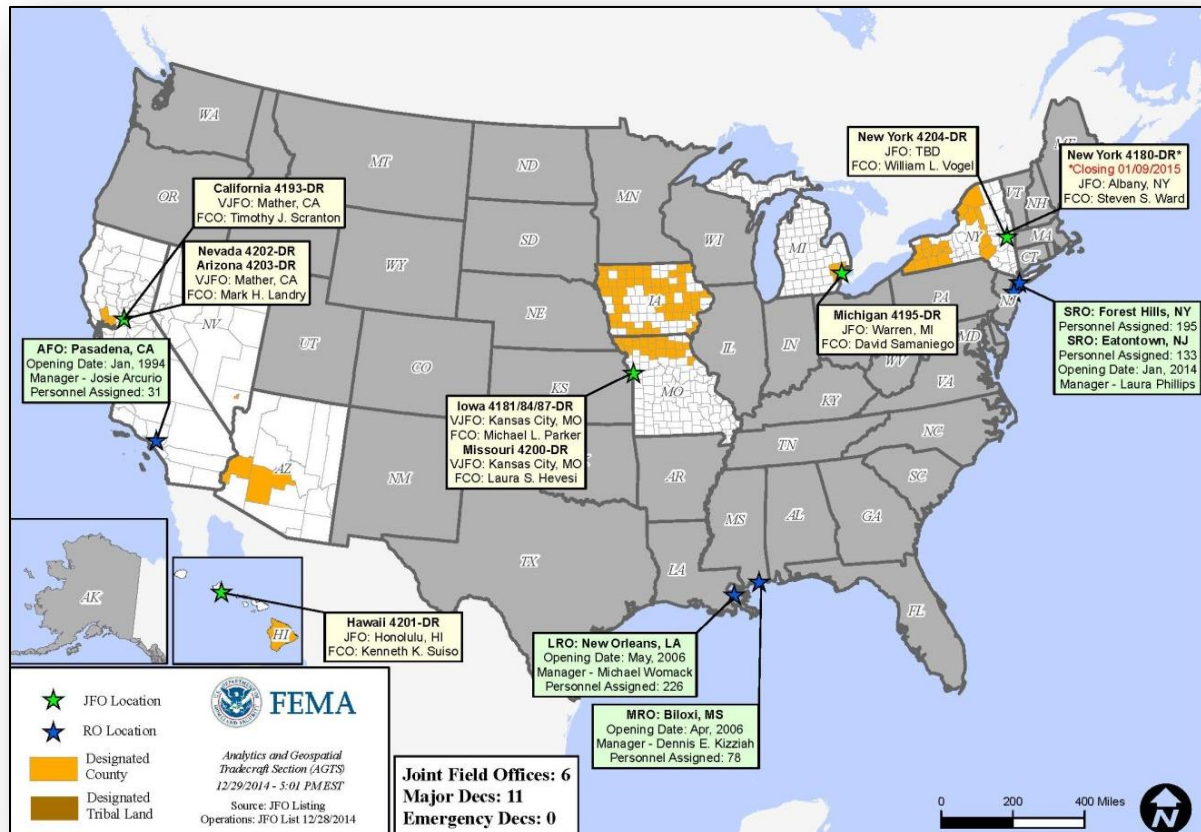 WA
OR
MT
ND
SD
WY
NE
MN
WI
MI
IA
IL
IN
NV
UT
CO
KS
MO
KY
WV
VA
PA
NY
VT
NH
ME
MA
CT
NJ
MD
AZ
NM
TX
AR
LA
MS
AL
GA
TN
NC
SC
FL
AK
HI
California 4193-DR
VJFO: Mather, CA
FCO: Timothy J. Scranton
Nevada 4202-DR
Arizona 4203-DR
VJFO: Mather, CA
FCO: Mark H. Landry
AFO: Pasadena, CA
Opening Date: Jan, 1994
Manager - Josie Arcurio
Personnel Assigned: 31
New York 4204-DR
JFO: TBD
FCO: William L. Vogel
New York 4180-DR*
*Closing 01/09/2015
JFO: Albany, NY
FCO: Steven S. Ward
Michigan 4195-DR
JFO: Warren, MI
FCO: David Samaniego
SRO: Forest Hills, NY
Personnel Assigned: 195
SRO: Eatontown, NJ
Personnel Assigned: 133
Opening Date: Jan, 2014
Manager - Laura Phillips
Iowa 4181/84/87-DR
VJFO: Kansas City, MO
FCO: Michael L. Parker
Missouri 4200-DR
VJFO: Kansas City, MO
FCO: Laura S. Hevesi
Hawaii 4201-DR
JFO: Honolulu, HI
FCO: Kenneth K. Suiso
LRO: New Orleans, LA
Opening Date: May, 2006
Manager - Michael Womack
Personnel Assigned: 226
MRO: Biloxi, MS
Opening Date: Apr, 2006
Manager - Dennis E. Kizziah
Personnel Assigned: 78
JFO Location
RO Location
Designated
County
Designated
Tribal Land
FEMA
Analytics and Geospatial
Tradecraft Section (AGTS)
12/29/2014 - 5:01 PM EST
Source: JFO Listing
Operations: JFO List 12/28/2014
Joint Field Offices: 6
Major Decs: 11
Emergency Decs: 0
0 200 400 Miles